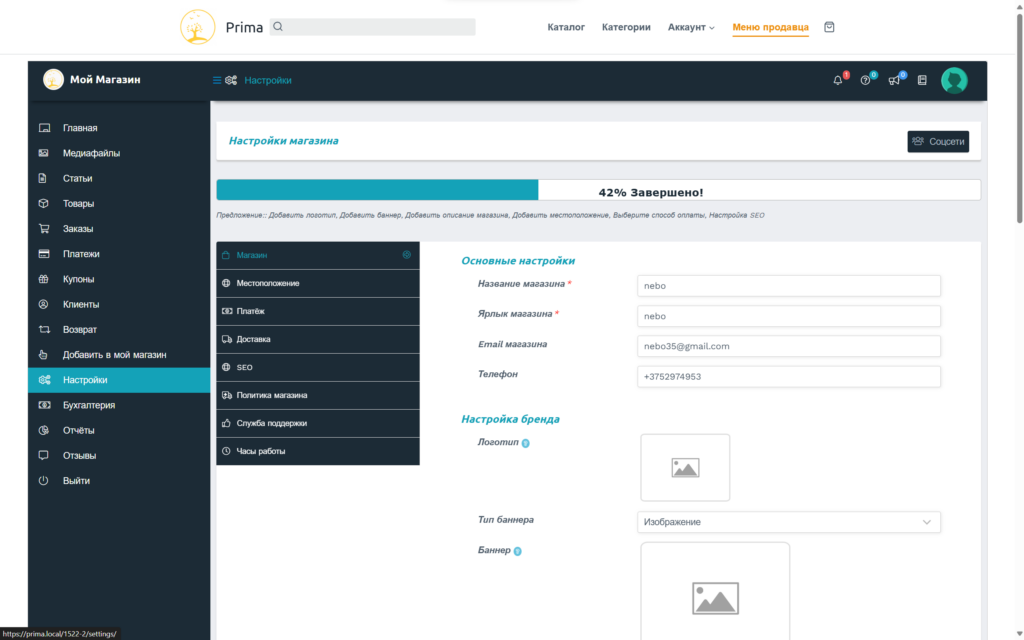 Prima
Каталог
Категории
Аккаунт
Меню продавца
Мой Магазин
Настройки
1
0
0
Главная
Медиафайлы
Статьи
Товары
Заказы
Платежи
Купоны
Клиенты
Возврат
Добавить в мой магазин
Настройки
Бухгалтерия
Отчёты
Отзывы
Выйти
Настройки магазина
Соцсети
42% Завершено!
Предложение:: Добавить логотип, Добавить баннер, Добавить описание магазина, Добавить местоположение, Выберите способ оплаты, Настройка SEO
Магазин
Местоположение
Платёж
Доставка
SEO
Политика магазина
Служба поддержки
Часы работы
Основные настройки
Название магазина *
nebo
Ярлык магазина *
nebo
Email магазина
nebo35@gmail.com
Телефон
+3752974953
Настройка бренда
Логотип ?
Тип баннера
Изображение
Баннер ?
https://prima.local/1522-2/settings/